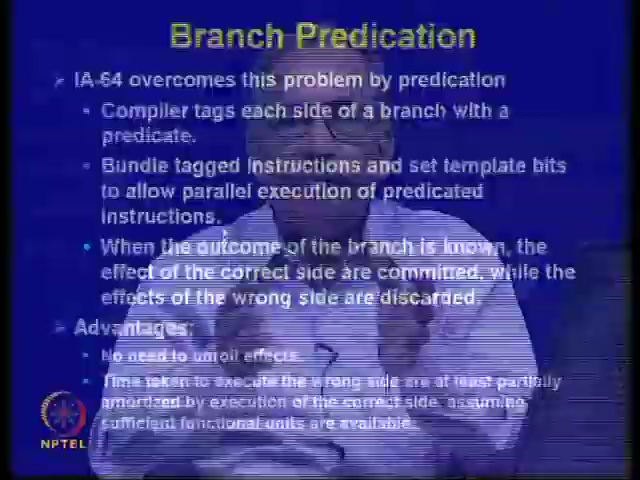 Branch Predication
IA-64 overcomes this problem by predication
Compiler tags each side of a branch with a
predicate.
Bundle tagged instructions and set template bits
to allow parallel execution of predicated
instructions.
When the outcome of the branch is known, the
effect of the correct side are committed, while the
effects of the wrong side are discarded.
Advantages:
No need to unroll effects.
Time taken to execute the wrong side are at least partially
amortized by execution of the correct side, assuming
sufficient functional units are available.
NPTEL